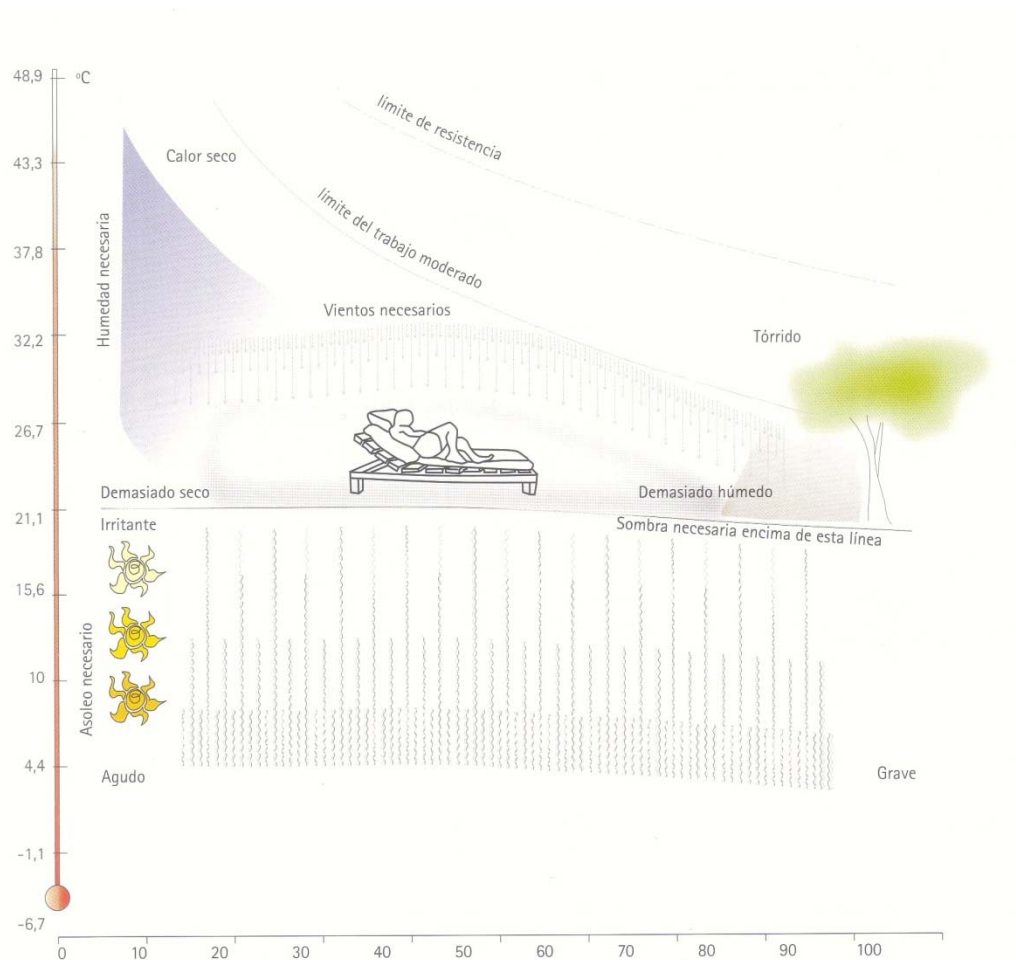 48,9
°C
límite de resistencia
Calor seco
43,3
límite del trabajo moderado
Humedad necesaria
37,8
Vientos necesarios
32,2
Tórrido
26,7
Demasiado seco
Demasiado húmedo
21,1
Irritante
Sombra necesaria encima de esta línea
15,6
Asoleo necesario
10
4,4
Agudo
Grave
-1,1
-6,7
0 10 20 30 40 50 60 70 80 90 100